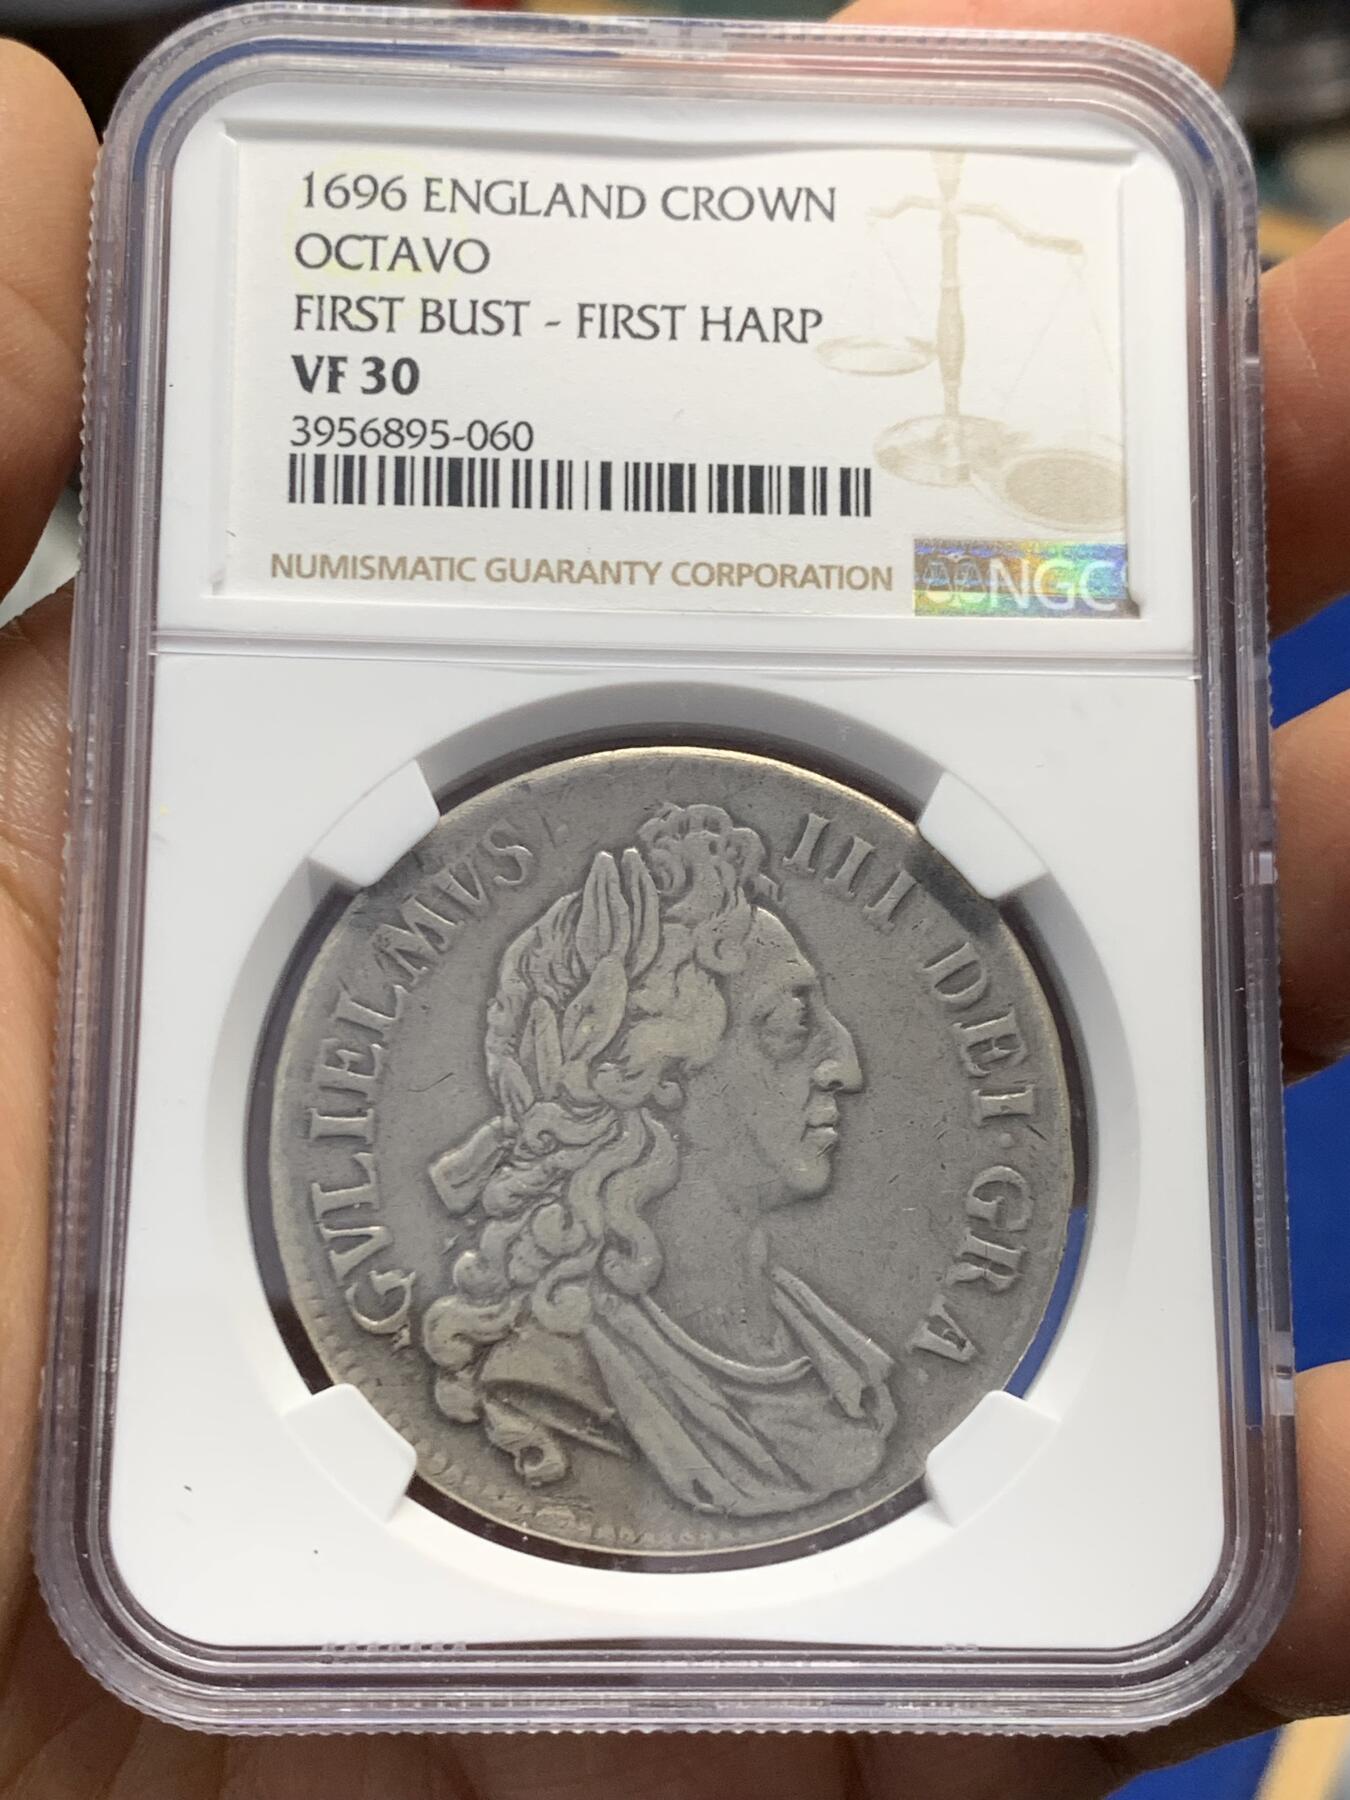 1696 ENGLAND CROWN
OCTAVO
FIRST BUST - FIRST HARP
VF 30
3956895-060
NUMISMATIC GUARANTY CORPORATION
NGC
GVLIELMVS· III·DEI·GRA